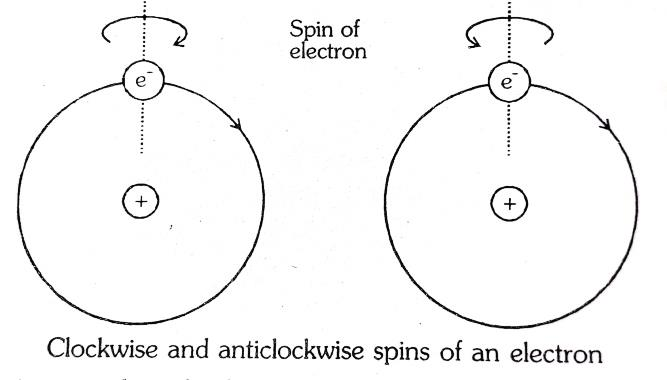 Spin of
electron
e⁻
e⁻
+
+
Clockwise and anticlockwise spins of an electron